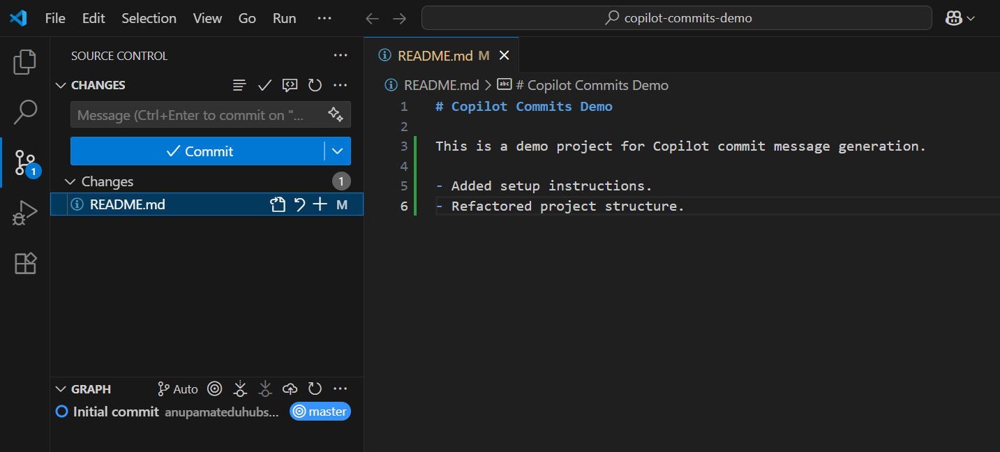 File Edit Selection View Go Run ··· copilot-commits-demo
SOURCE CONTROL ···
CHANGES ···
Message (Ctrl+Enter to commit on "...
Commit
1
Changes 1
README.md M
GRAPH Auto ···
Initial commit anupamateduhubs... master
README.md M
README.md > abc # Copilot Commits Demo
1 # Copilot Commits Demo
2
3 This is a demo project for Copilot commit message generation.
4
5 - Added setup instructions.
6 - Refactored project structure.